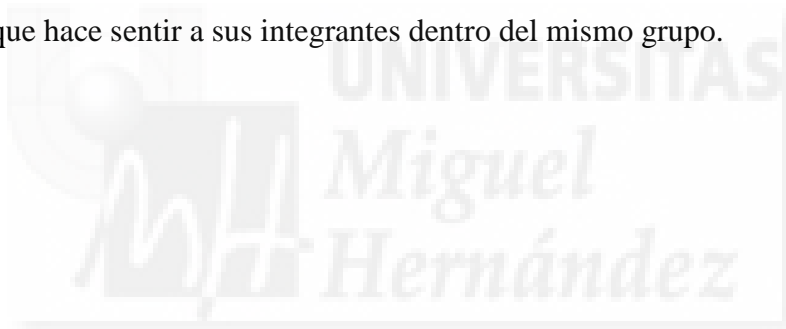 que hace sentir a sus integrantes dentro del mismo grupo.
UNIVERSITAS
Miguel
Hernández